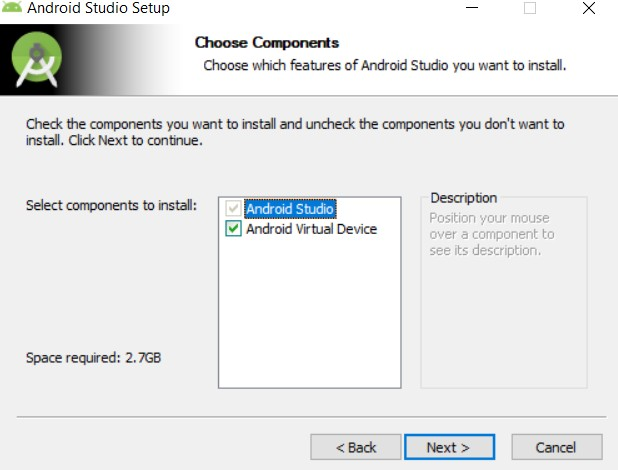 Android Studio Setup
Choose Components
Choose which features of Android Studio you want to install.
Check the components you want to install and uncheck the components you don't want to
install. Click Next to continue.
Select components to install:
Android Studio
Android Virtual Device
Description
Position your mouse
over a component to
see its description.
Space required: 2.7GB
< Back
Next >
Cancel